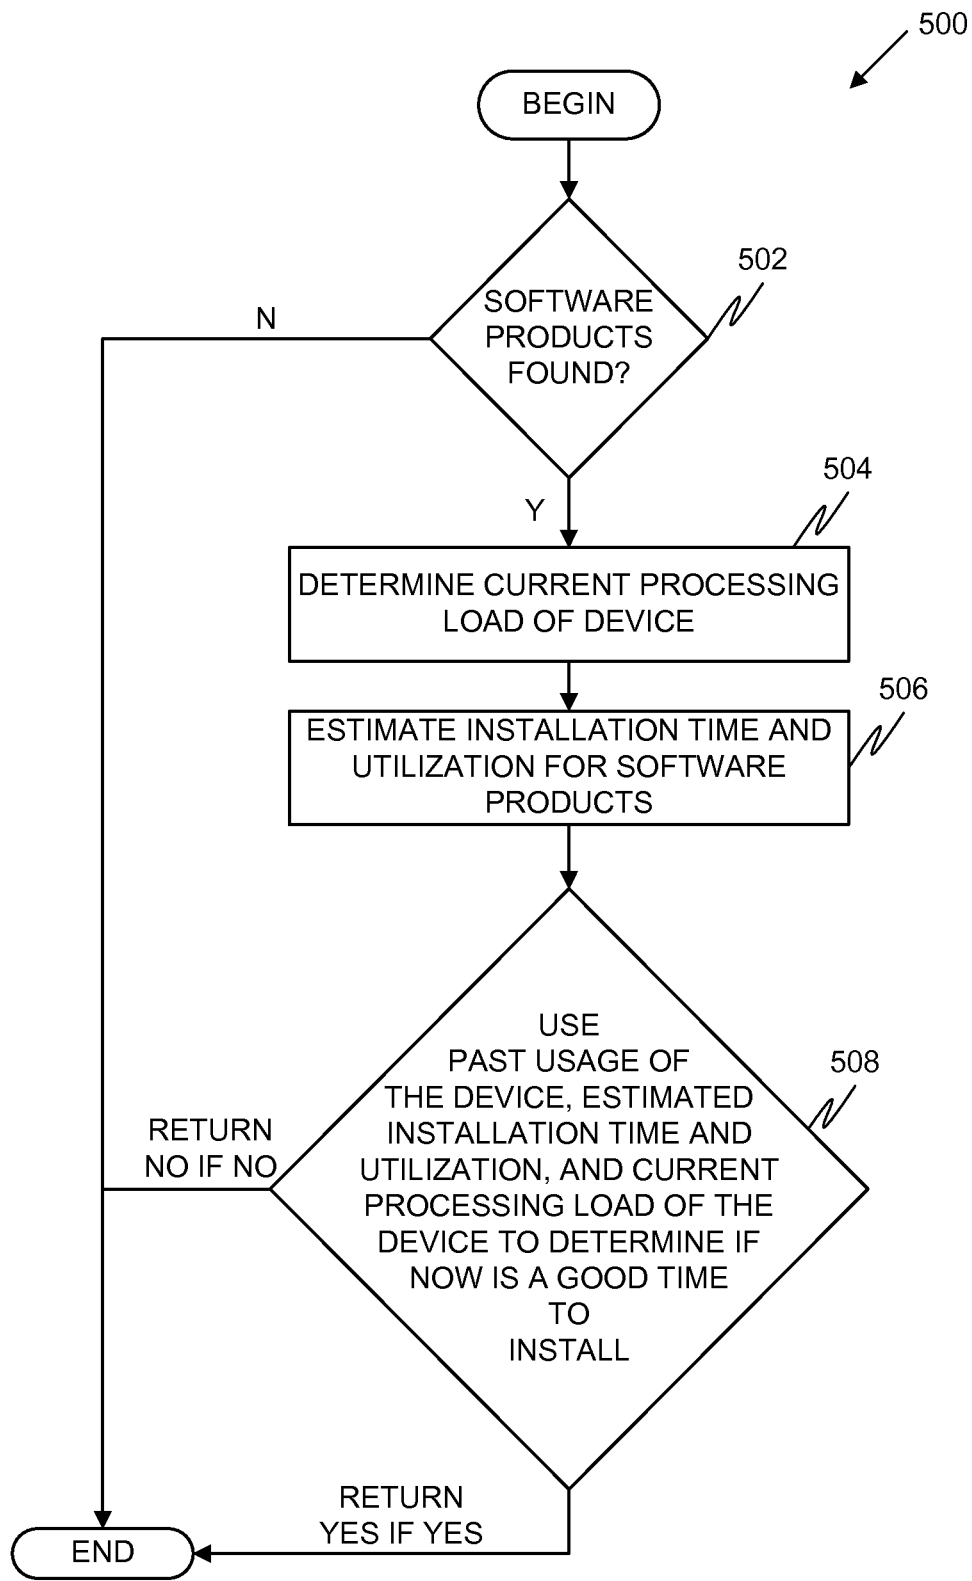 500
BEGIN
502
SOFTWARE
PRODUCTS
FOUND?
N
Y
504
DETERMINE CURRENT PROCESSING
LOAD OF DEVICE
506
ESTIMATE INSTALLATION TIME AND
UTILIZATION FOR SOFTWARE
PRODUCTS
508
USE
PAST USAGE OF
THE DEVICE, ESTIMATED
INSTALLATION TIME AND
UTILIZATION, AND CURRENT
PROCESSING LOAD OF THE
DEVICE TO DETERMINE IF
NOW IS A GOOD TIME
TO
INSTALL
RETURN
NO IF NO
RETURN
YES IF YES
END